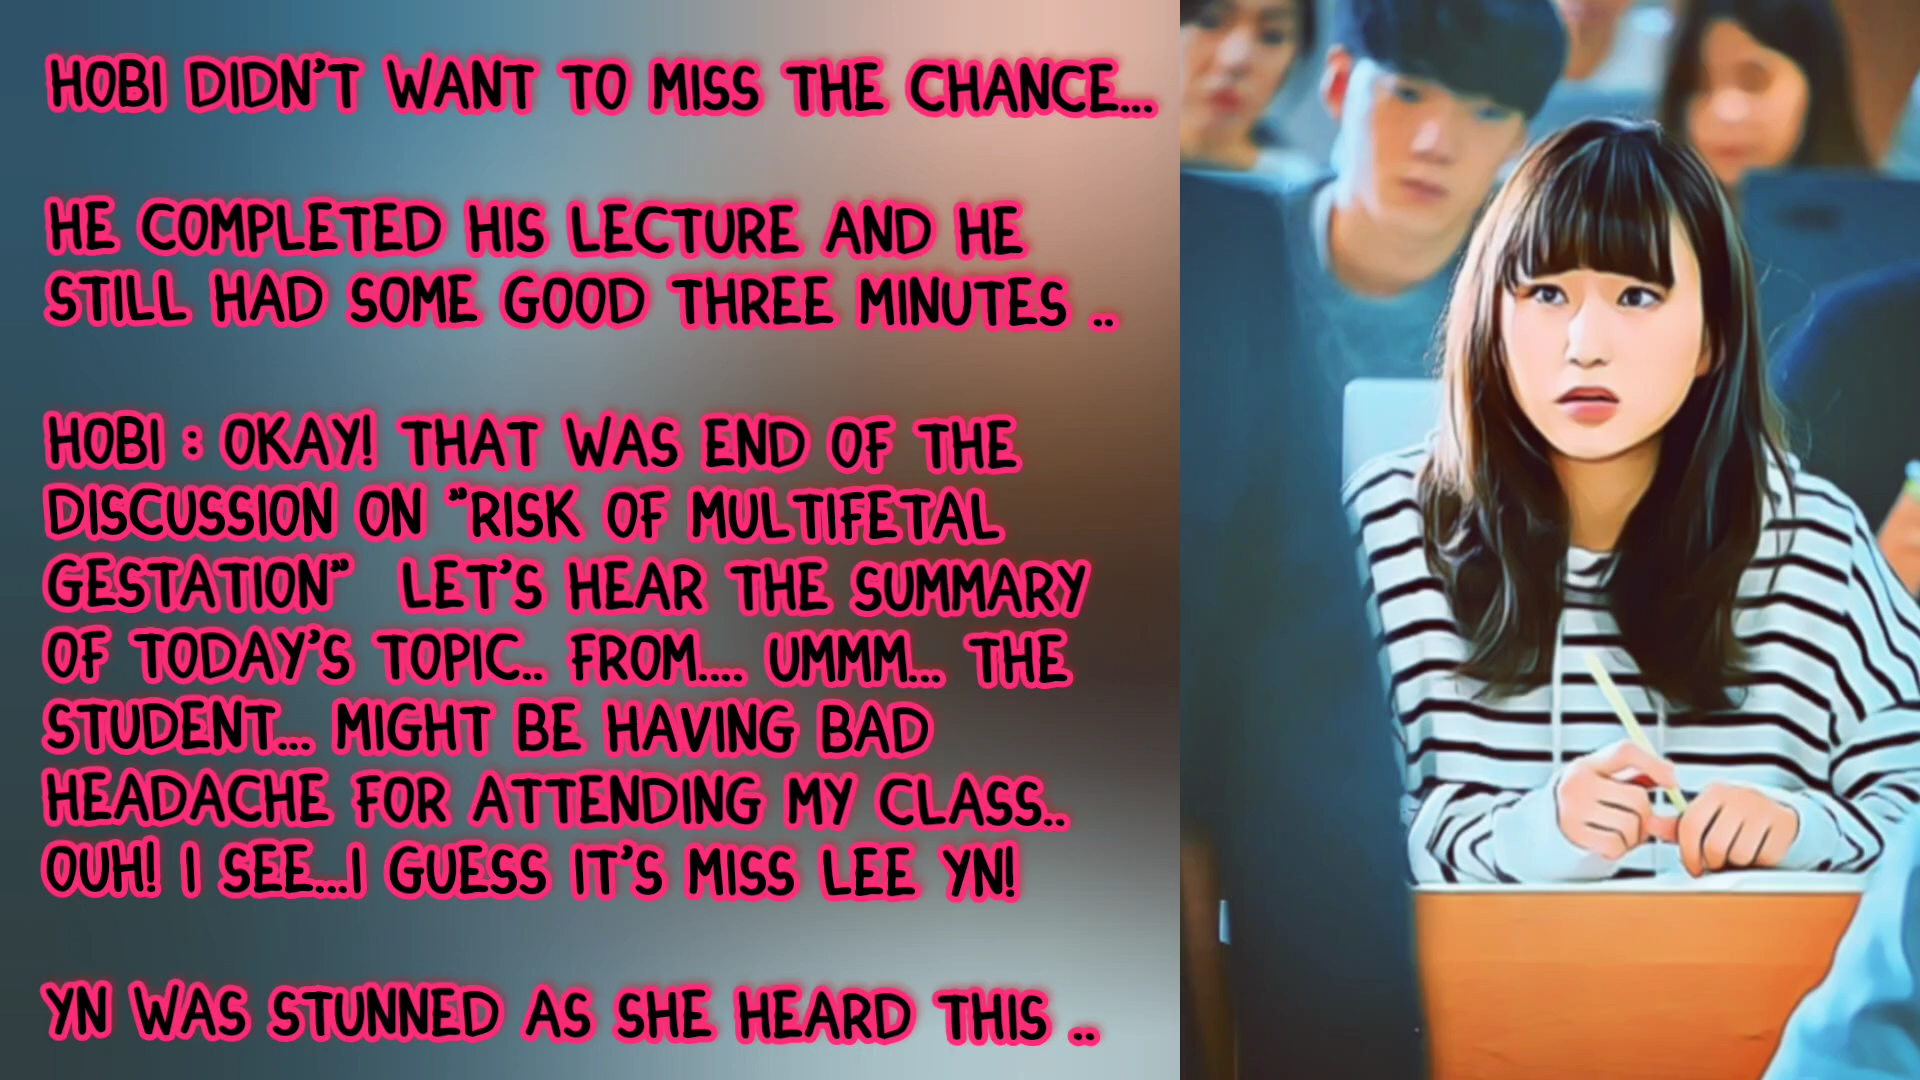 HOBI DIDN'T WANT TO MISS THE CHANCE...
HE COMPLETED HIS LECTURE AND HE
STILL HAD SOME GOOD THREE MINUTES ..
HOBI : OKAY! THAT WAS END OF THE
DISCUSSION ON "RISK OF MULTIFETAL
GESTATION" LET'S HEAR THE SUMMARY
OF TODAY'S TOPIC.. FROM.... UMMM... THE
STUDENT... MIGHT BE HAVING BAD
HEADACHE FOR ATTENDING MY CLASS..
OUH! I SEE...I GUESS IT'S MISS LEE YN!
YN WAS STUNNED AS SHE HEARD THIS ..